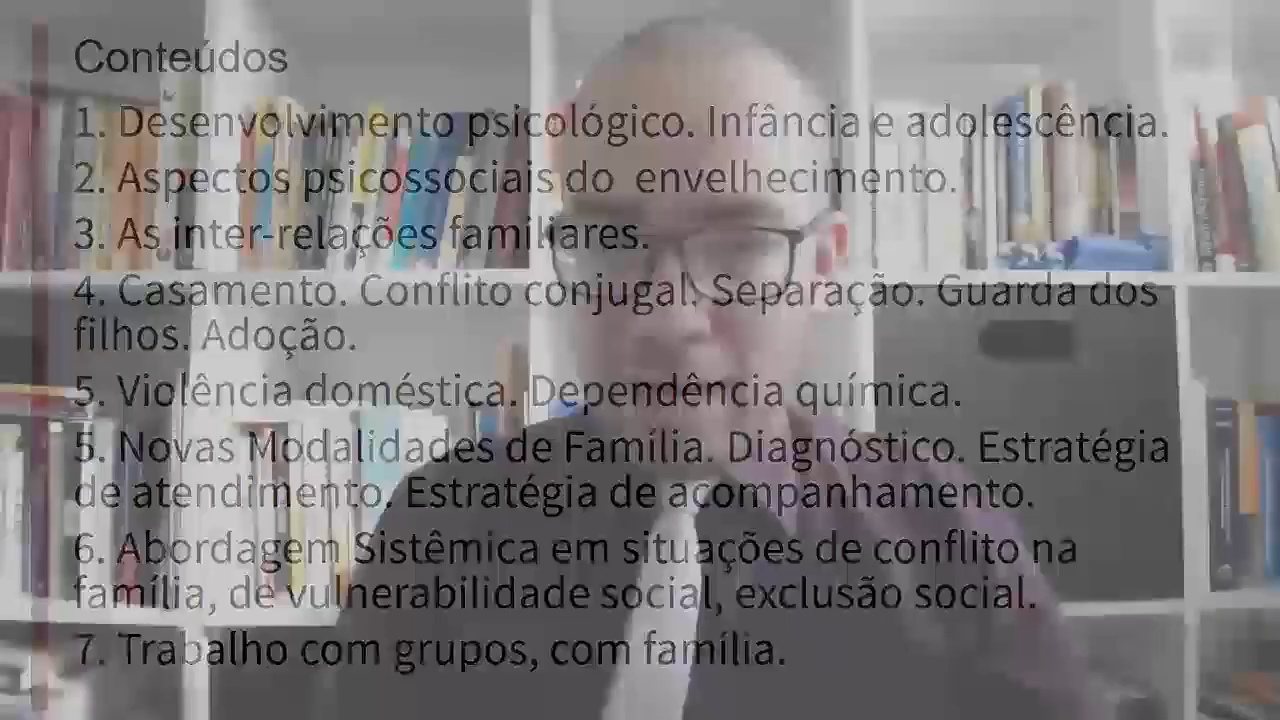 Conteúdos
1. Desenvolvimento psicológico. Infância e adolescência.
2. Aspectos psicossociais do envelhecimento.
3. As inter-relações familiares.
4. Casamento. Conflito conjugal. Separação. Guarda dos
filhos. Adoção.
5. Violência doméstica. Dependência química.
5. Novas Modalidades de Família. Diagnóstico. Estratégia
de atendimento. Estratégia de acompanhamento.
6. Abordagem Sistêmica em situações de conflito na
família, de vulnerabilidade social, exclusão social.
7. Trabalho com grupos, com família.